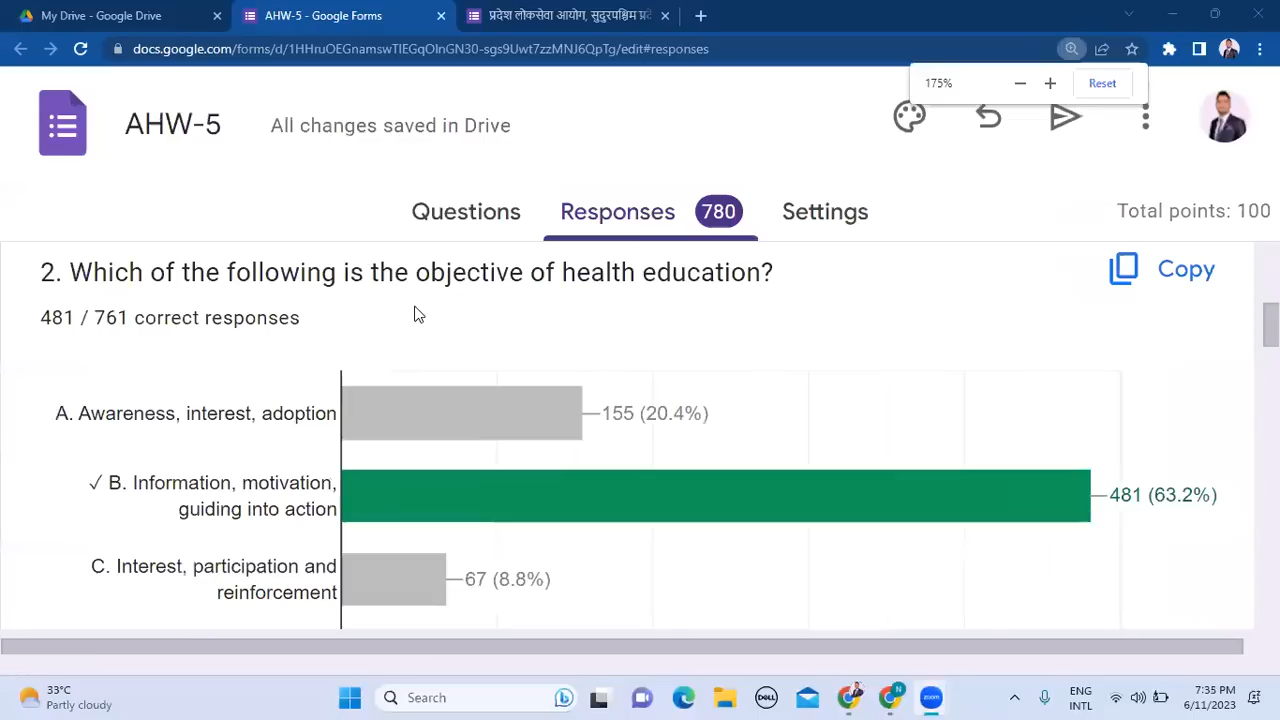 My Drive - Google Drive
AHW-5 - Google Forms
प्रदेश लोकसेवा आयोग, सुदुरपश्चिम प्रदे
docs.google.com/forms/d/1HHruOEGnamswTIEGqOInGN30-sgs9Uwt7zzMNJ6QpTg/edit#responses
175%
Reset
AHW-5
All changes saved in Drive
Questions
Responses 780
Settings
Total points: 100
2. Which of the following is the objective of health education?
Copy
481 / 761 correct responses
A. Awareness, interest, adoption
155 (20.4%)
✓ B. Information, motivation,
guiding into action
481 (63.2%)
C. Interest, participation and
reinforcement
67 (8.8%)
33°C
Partly cloudy
Search
DELL
N
zoom
ENG
INTL
7:35 PM
6/11/2023